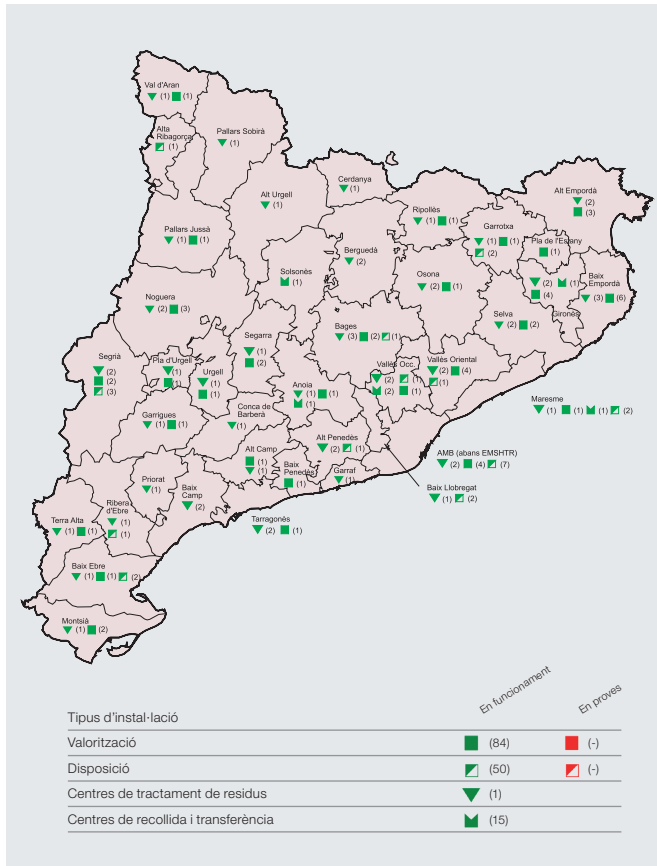 Val d'Aran
(1) (1)
Alta
Ribagorça
(1)
Pallars Sobirà
(1)
Cerdanya
(1)
Alt Urgell
(1)
Alt Empordà
(2)
(3)
Ripollès
(1) (1)
Garrotxa
(1) (1)
(2)
Pla de l'Estany
(1)
Pallars Jussà
(1) (1)
Berguedà
(2)
Solsonès
(1)
Osona
(2) (1)
(2) (1)
(4)
Gironès
Baix
Empordà
(3) (6)
Noguera
(2) (3)
Selva
(2) (2)
Segarra
(1)
(2)
Bages
(3) (2) (1)
Segrià
(2)
(2)
(3)
Pla d'Urgell
(1)
(1)
Urgell
(1)
(1)
Vallès Occ.
(2) (1)
(2) (1)
Vallès Oriental
(2) (4)
(1)
Anoia
(1) (1)
(1)
Maresme
(1) (1) (1) (2)
Garrigues
(1) (1)
Conca de
Barberà
(1)
Alt Camp
(1)
(1)
Alt Penedès
(2) (1)
AMB (abans EMSHTR)
(2) (4) (7)
Baix
Penedès
(1)
Garraf
(1)
Baix Llobregat
(1) (2)
Priorat
(1)
Baix
Camp
(2)
Ribera
d'Ebre
(1)
(1)
Terra Alta
(1) (1)
Tarragonès
(2) (1)
Baix Ebre
(1) (1) (2)
Montsià
(1) (2)
Tipus d'instal·lació
En funcionament
En proves
Valorització (84) (-)
Disposició (50) (-)
Centres de tractament de residus (1)
Centres de recollida i transferència (15)